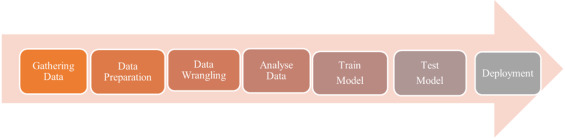 Gathering
Data
Data
Preparation
Data
Wrangling
Analyse
Data
Train
Model
Test
Model
Deployment